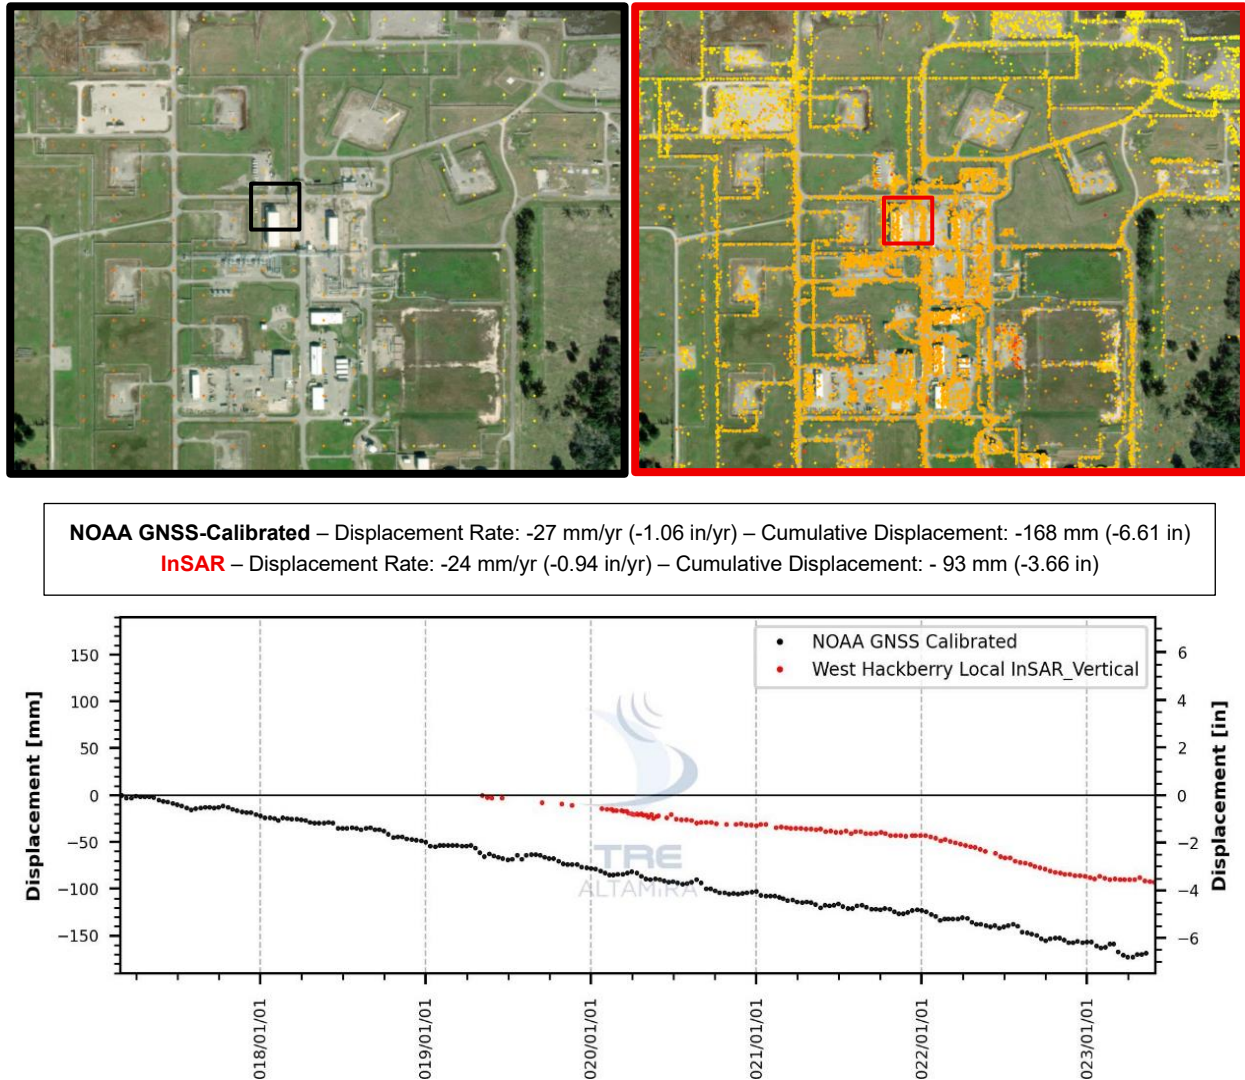 NOAA GNSS-Calibrated – Displacement Rate: -27 mm/yr (-1.06 in/yr) – Cumulative Displacement: -168 mm (-6.61 in)
InSAR – Displacement Rate: -24 mm/yr (-0.94 in/yr) – Cumulative Displacement: - 93 mm (-3.66 in)
NOAA GNSS Calibrated
West Hackberry Local InSAR_Vertical
Displacement [mm]
150
100
50
0
−50
−100
−150
Displacement [in]
6
4
2
0
−2
−4
−6
TRE
ALTAMIRA
018/01/01
019/01/01
020/01/01
021/01/01
022/01/01
023/01/01